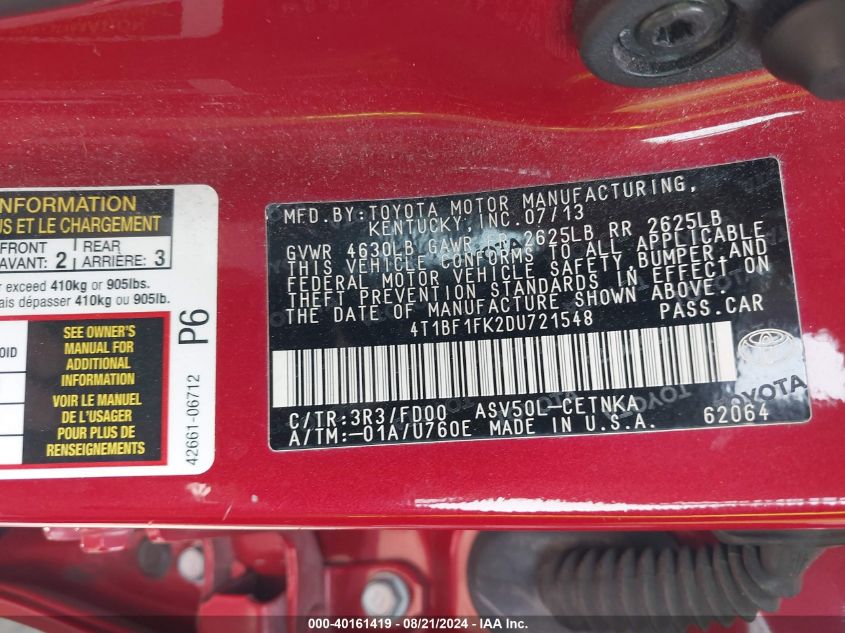 INFORMATION
US ET LE CHARGEMENT
FRONT
AVANT: 2
REAR
ARRIÈRE: 3
exceed 410kg or 905lbs.
ais dépasser 410kg ou 905lb.
SEE OWNER'S
MANUAL FOR
ADDITIONAL
INFORMATION
VOIR LE MANUEL
DE L'USAGER
POUR PLUS DE
RENSEIGNEMENTS
P6
42661-06712
MFD.BY:TOYOTA MOTOR MANUFACTURING,
KENTUCKY,INC. 07/13
GVWR 4630LB GAWR FR 2625LB RR 2625LB
THIS VEHICLE CONFORMS TO ALL APPLICABLE
FEDERAL MOTOR VEHICLE SAFETY,BUMPER,AND
THEFT PREVENTION STANDARDS IN EFFECT ON
THE DATE OF MANUFACTURE SHOWN ABOVE.
4T1BF1FK2DU721548 PASS.CAR
C/TR:3R3/FD00 ASV50L-CETNKA
A/TM:-01A/U760E MADE IN U.S.A. 62064
TOYOTA
000-40161419 - 08/21/2024 - IAA Inc.